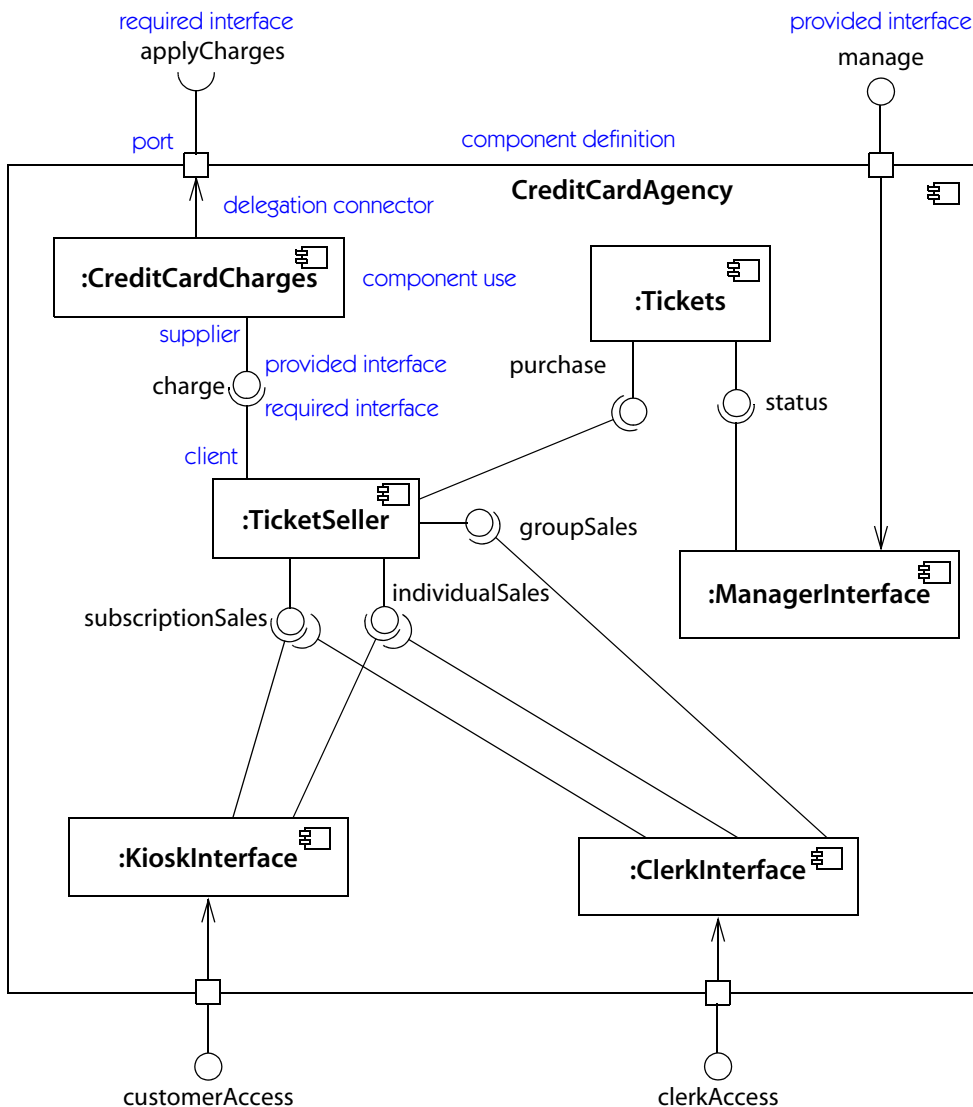 required interface
provided interface
applyCharges
manage
port
component definition
CreditCardAgency
delegation connector
:CreditCardCharges
component use
:Tickets
supplier
provided interface
purchase
charge
required interface
status
client
:TicketSeller
groupSales
individualSales
:ManagerInterface
subscriptionSales
:KioskInterface
:ClerkInterface
customerAccess
clerkAccess